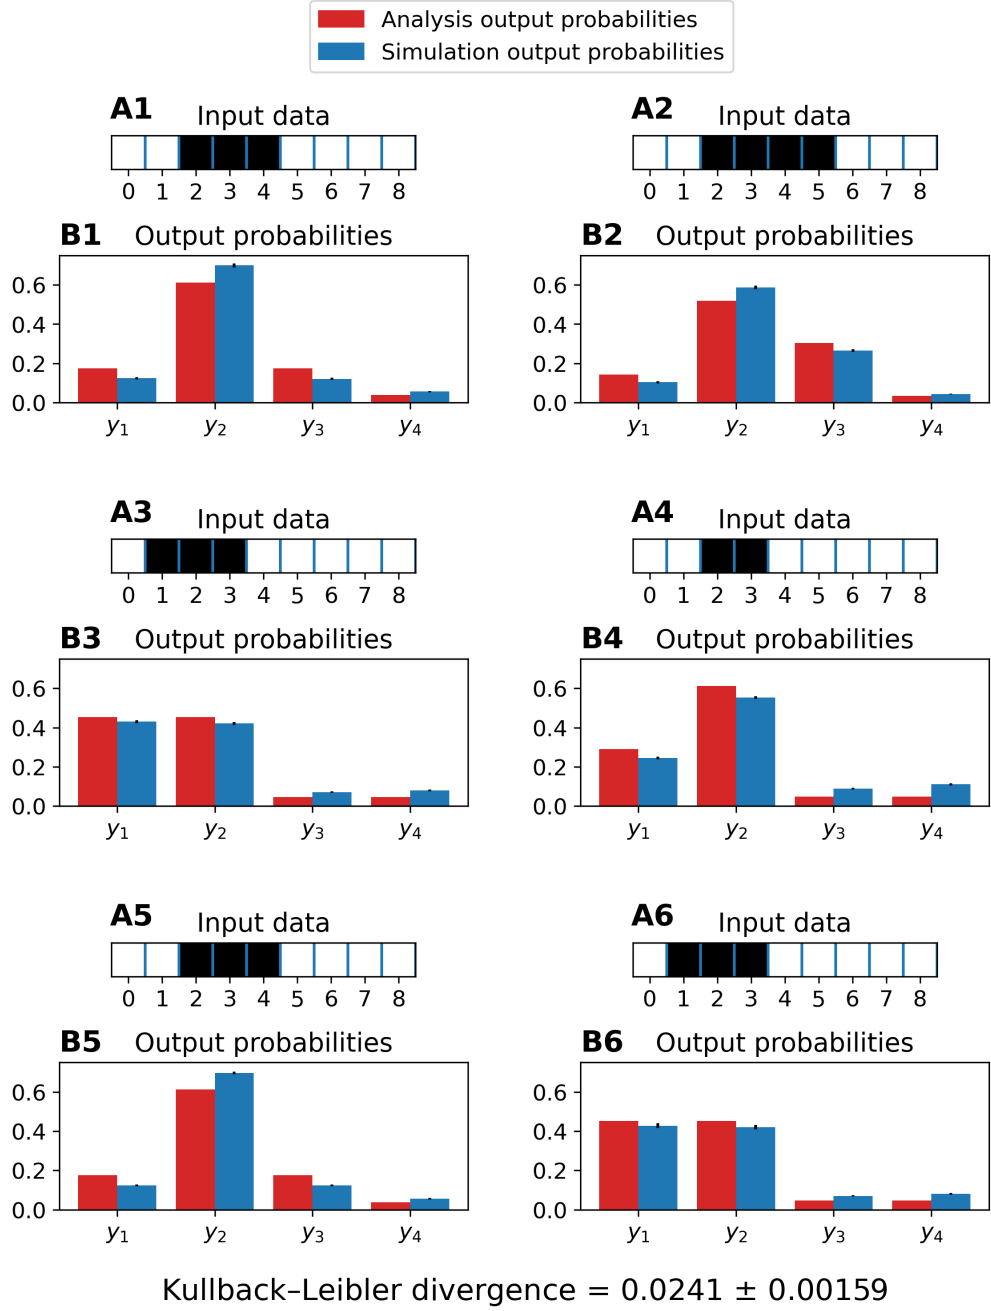 Analysis output probabilities
Simulation output probabilities
A1 Input data
0 1 2 3 4 5 6 7 8
A2 Input data
0 1 2 3 4 5 6 7 8
B1 Output probabilities
0.6
0.4
0.2
0.0
y₁ y₂ y₃ y₄
B2 Output probabilities
0.6
0.4
0.2
0.0
y₁ y₂ y₃ y₄
A3 Input data
0 1 2 3 4 5 6 7 8
A4 Input data
0 1 2 3 4 5 6 7 8
B3 Output probabilities
0.6
0.4
0.2
0.0
y₁ y₂ y₃ y₄
B4 Output probabilities
0.6
0.4
0.2
0.0
y₁ y₂ y₃ y₄
A5 Input data
0 1 2 3 4 5 6 7 8
A6 Input data
0 1 2 3 4 5 6 7 8
B5 Output probabilities
0.6
0.4
0.2
0.0
y₁ y₂ y₃ y₄
B6 Output probabilities
0.6
0.4
0.2
0.0
y₁ y₂ y₃ y₄
Kullback–Leibler divergence = 0.0241 ± 0.00159